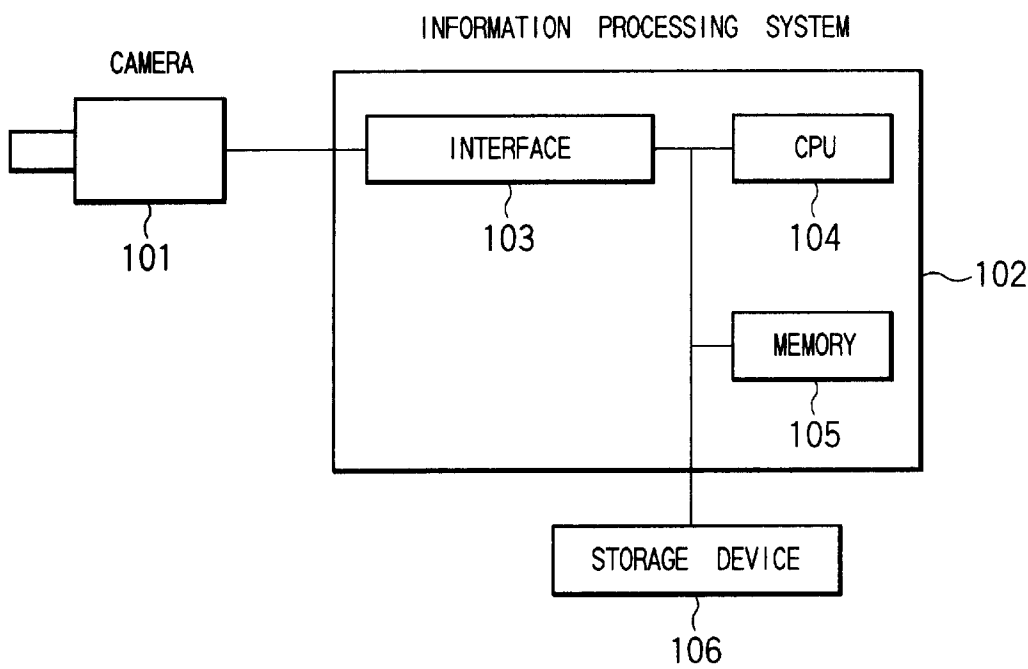 INFORMATION PROCESSING SYSTEM
CAMERA
INTERFACE
CPU
101
103
104
102
MEMORY
105
STORAGE DEVICE
106